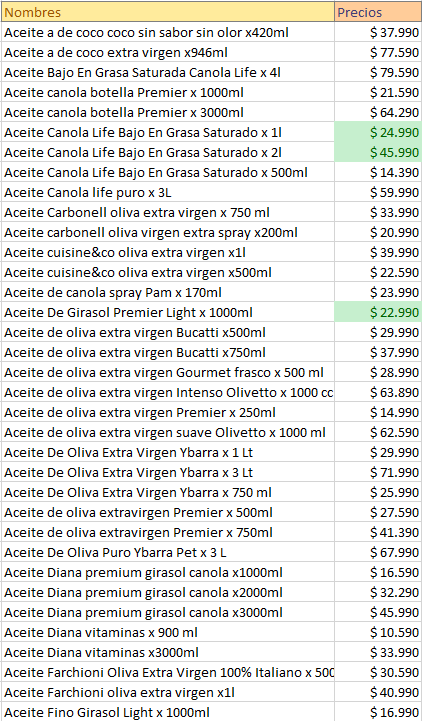 Nombres Precios
Aceite a de coco coco sin sabor sin olor x420ml $ 37.990
Aceite a de coco extra virgen x946ml $ 77.590
Aceite Bajo En Grasa Saturada Canola Life x 4l $ 79.590
Aceite canola botella Premier x 1000ml $ 21.590
Aceite canola botella Premier x 3000ml $ 64.290
Aceite Canola Life Bajo En Grasa Saturado x 1l $ 24.990
Aceite Canola Life Bajo En Grasa Saturado x 2l $ 45.990
Aceite Canola Life Bajo En Grasa Saturado x 500ml $ 14.390
Aceite Canola life puro x 3L $ 59.990
Aceite Carbonell oliva extra virgen x 750 ml $ 33.990
Aceite carbonell oliva virgen extra spray x200ml $ 20.990
Aceite cuisine&co oliva extra virgen x1l $ 39.990
Aceite cuisine&co oliva extra virgen x500ml $ 22.590
Aceite de canola spray Pam x 170ml $ 23.990
Aceite De Girasol Premier Light x 1000ml $ 22.990
Aceite de oliva extra virgen Bucatti x500ml $ 29.990
Aceite de oliva extra virgen Bucatti x750ml $ 37.990
Aceite de oliva extra virgen Gourmet frasco x 500 ml $ 28.990
Aceite de oliva extra virgen Intenso Olivetto x 1000 cc $ 63.890
Aceite de oliva extra virgen Premier x 250ml $ 14.990
Aceite de oliva extra virgen suave Olivetto x 1000 ml $ 62.590
Aceite De Oliva Extra Virgen Ybarra x 1 Lt $ 29.990
Aceite De Oliva Extra Virgen Ybarra x 3 Lt $ 71.990
Aceite De Oliva Extra Virgen Ybarra x 750 ml $ 25.990
Aceite de oliva extravirgen Premier x 500ml $ 27.590
Aceite de oliva extravirgen Premier x 750ml $ 41.390
Aceite De Oliva Puro Ybarra Pet x 3 L $ 67.990
Aceite Diana premium girasol canola x1000ml $ 16.590
Aceite Diana premium girasol canola x2000ml $ 32.290
Aceite Diana premium girasol canola x3000ml $ 45.990
Aceite Diana vitaminas x 900 ml $ 10.590
Aceite Diana vitaminas x3000ml $ 33.990
Aceite Farchioni Oliva Extra Virgen 100% Italiano x 500 $ 30.590
Aceite Farchioni oliva extra virgen x1l $ 40.990
Aceite Fino Girasol Light x 1000ml $ 16.990